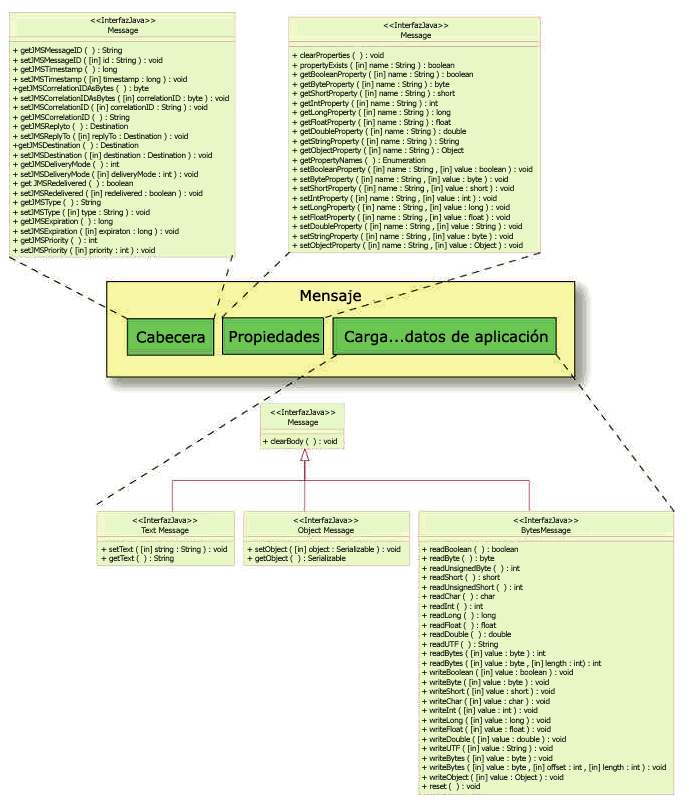 <<InterfazJava>>
Message
+ getJMSMessageID ( ) : String
+ setJMSMessageID ( [in] id : String ) : void
+ getJMSTimestamp ( ) : long
+ setJMSTimestamp ( [in] timestamp : long ) : void
+getJMSCorrelationIDAsBytes ( ) : byte
+ setJMSCorrelationIDAsBytes ( [in] correlationID : byte ) : void
+ setJMSCorrelationID ( [in] correlationID : String ) : void
+ getJMSCorrelationID ( ) : String
+ getJMSReplyto ( ) : Destination
+ setJMSReplyTo ( [in] replyTo : Destination ) : void
+getJMSDestination ( ) : Destination
+ setJMSDestination ( [in] destination : Destination ) : void
+ getJMSDeliveryMode ( ) : int
+ setJMSDeliveryMode ( [in] deliveryMode : int ) : void
+ get JMSRedelivered ( ) : boolean
+ setJMSRedelivered ( [in] redelivered : boolean ) : void
+ getJMSType ( ) : String
+ setJMSType ( [in] type : String ) : void
+ getJMSExpiration ( ) : long
+ setJMSExpiration ( [in] expiraton : long ) : void
+ getJMSPriority ( ) : int
+ setJMSPriority ( [in] priority : int ) : void
<<InterfazJava>>
Message
+ clearProperties ( ) : void
+ propertyExists ( [in] name : String ) : boolean
+ getBooleanProperty ( [in] name : String ) : boolean
+ getByteProperty ( [in] name : String ) : byte
+ getShortProperty ( [in] name : String ) : short
+ getIntProperty ( [in] name : String ) : int
+ getLongProperty ( [in] name : String ) : long
+ getFloatProperty ( [in] name : String ) : float
+ getDoubleProperty ( [in] name : String ) : double
+ getStringProperty ( [in] name : String ) : String
+ getObjectProperty ( [in] name : String ) : Object
+ getPropertyNames ( ) : Enumeration
+ setBooleanProperty ( [in] name : String , [in] value : boolean ) : void
+ setByteProperty ( [in] name : String , [in] value : byte ) : void
+ setShortProperty ( [in] name : String , [in] value : short ) : void
+ setIntProperty ( [in] name : String , [in] value : int ) : void
+ setLongProperty ( [in] name : String , [in] value : long ) : void
+ setFloatProperty ( [in] name : String , [in] value : float ) : void
+ setDoubleProperty ( [in] name : String , [in] value : String ) : void
+ setStringProperty ( [in] name : String , [in] value : byte ) : void
+ setObjectProperty ( [in] name : String , [in] value : Object ) : void
Mensaje
Cabecera
Propiedades
Carga...datos de aplicación
<<InterfazJava>>
Message
+ clearBody ( ) : void
<<InterfazJava>>
Text Message
+ setText ( [in] string : String ) : void
+ getText ( ) : String
<<InterfazJava>>
Object Message
+ setObject ( [in] object : Serializable ) : void
+ getObject ( ) : Serializable
<<InterfazJava>>
BytesMessage
+ readBoolean ( ) : boolean
+ readByte ( ) : byte
+ readUnsignedByte ( ) : int
+ readShort ( ) : short
+ readUnsignedShort ( ) : int
+ readChar ( ) : char
+ readInt ( ) : int
+ readLong ( ) : long
+ readFloat ( ) : float
+ readDouble ( ) : double
+ readUTF ( ) : String
+ readBytes ( [in] value : byte ) : int
+ readBytes ( [in] value : byte , [in] length : int) : int
+ writeBoolean ( [in] value : boolean ) : void
+ writeByte ( [in] value : byte ) : void
+ writeShort ( [in] value : short ) : void
+ writeChar ( [in] value : char ) : void
+ writeInt ( [in] value : int ) : void
+ writeLong ( [in] value : long ) : void
+ writeFloat ( [in] value : float ) : void
+ writeDouble ( [in] value : double ) : void
+ writeUTF ( [in] value : String ) : void
+ writeBytes ( [in] value : byte ) : void
+ writeBytes ( [in] value : byte , [in] offset : int , [in] length : int ) : void
+ writeObject ( [in] value : Object ) : void
+ reset ( ) : void